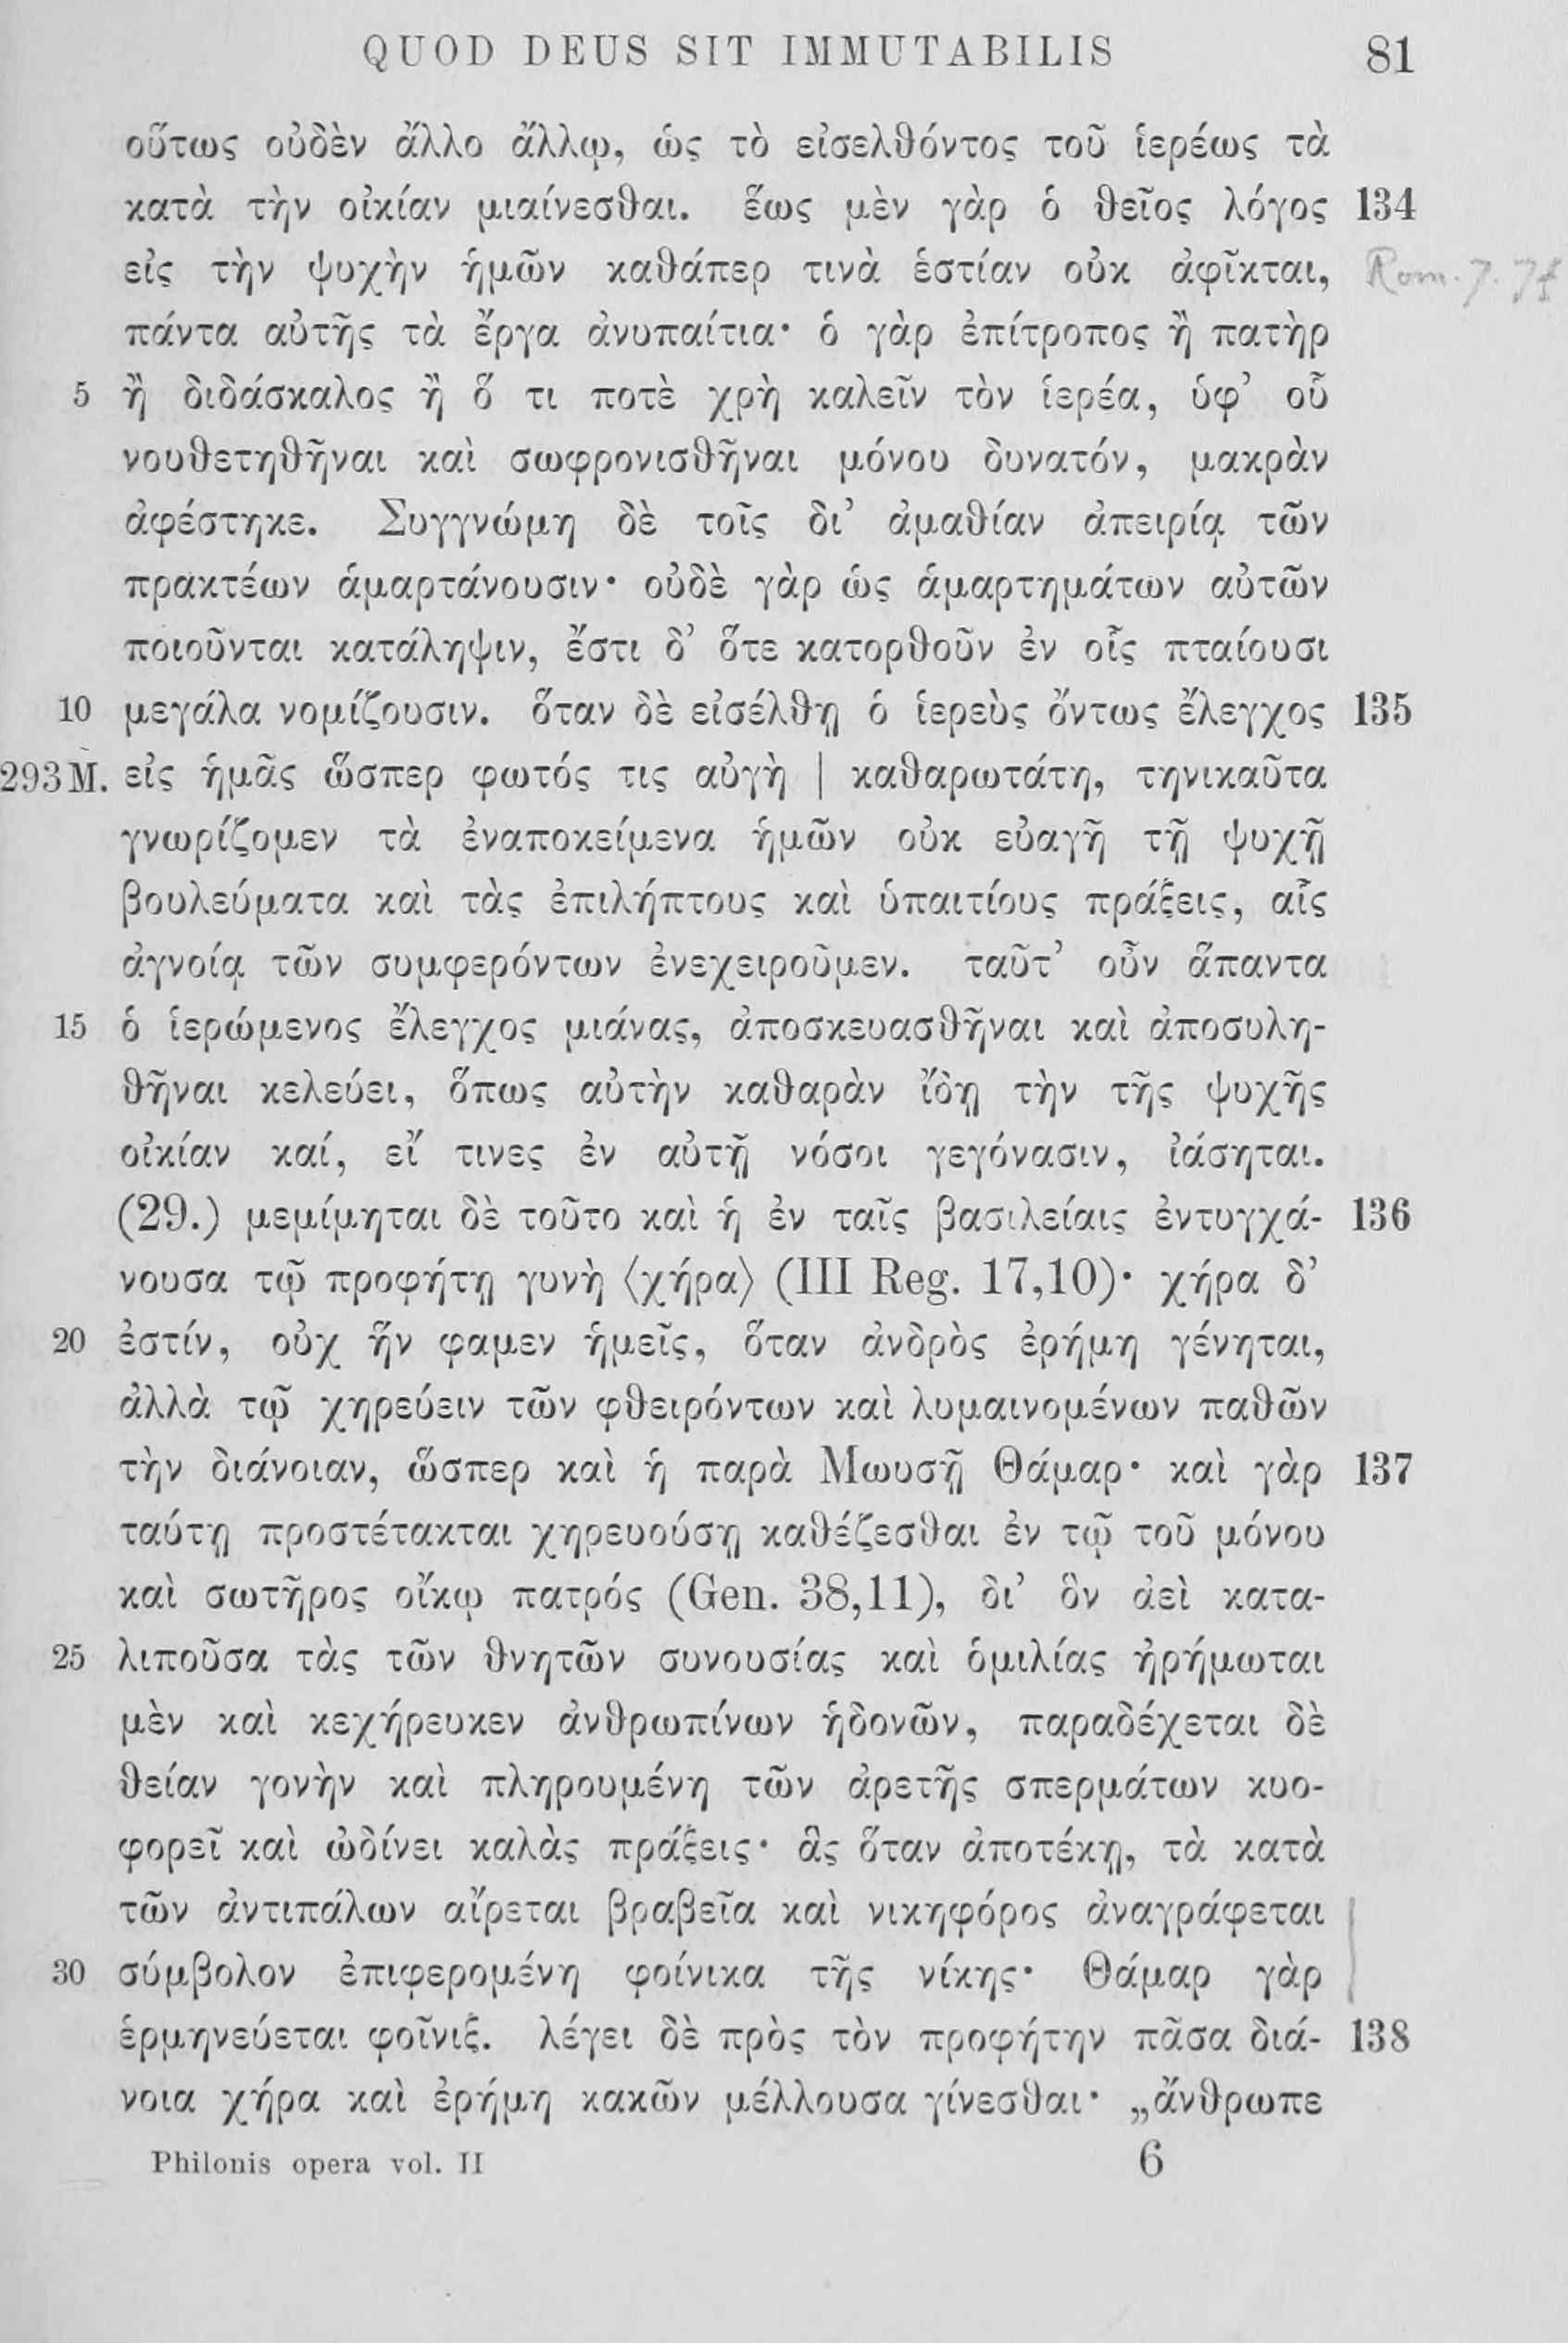 QUOD DEUS SIT IMMUTABILIS 81
οὕτως οὐδὲν ἄλλο ἄλλῳ, ὡς τὸ εἰσελθόντος τοῦ ἱερέως τὰ
κατὰ τὴν οἰκίαν μιαίνεσθαι. ἕως μὲν γὰρ ὁ θεῖος λόγος 134
εἰς τὴν ψυχὴν ἡμῶν καθάπερ τινὰ ἑστίαν οὐκ ἀφῖκται, Rom. 7. 7f
πάντα αὐτῆς τὰ ἔργα ἀνυπαίτια· ὁ γὰρ ἐπίτροπος ἢ πατὴρ
5 ἢ διδάσκαλος ἢ ὅ τι ποτὲ χρὴ καλεῖν τὸν ἱερέα, ὑφ’ οὗ
νουθετηθῆναι καὶ σωφρονισθῆναι μόνου δυνατόν, μακρὰν
ἀφέστηκε. Συγγνώμη δὲ τοῖς δι’ ἀμαθίαν ἀπειρίᾳ τῶν
πρακτέων ἁμαρτάνουσιν· οὐδὲ γὰρ ὡς ἁμαρτημάτων αὐτῶν
ποιοῦνται κατάληψιν, ἔστι δ’ ὅτε κατορθοῦν ἐν οἷς πταίουσι
10 μεγάλα νομίζουσιν. ὅταν δὲ εἰσέλθῃ ὁ ἱερεὺς ὄντως ἔλεγχος 135
293 M. εἰς ἡμᾶς ὥσπερ φωτός τις αὐγὴ | καθαρωτάτη, τηνικαῦτα
γνωρίζομεν τὰ ἐναποκείμενα ἡμῶν οὐκ εὐαγῆ τῇ ψυχῇ
βουλεύματα καὶ τὰς ἐπιλήπτους καὶ ὑπαιτίους πράξεις, αἷς
ἀγνοίᾳ τῶν συμφερόντων ἐνεχειροῦμεν. ταῦτ’ οὖν ἅπαντα
15 ὁ ἱερώμενος ἔλεγχος μιάνας, ἀποσκευασθῆναι καὶ ἀποσυλη-
θῆναι κελεύει, ὅπως αὐτὴν καθαρὰν ἴδῃ τὴν τῆς ψυχῆς
οἰκίαν καί, εἴ τινες ἐν αὐτῇ νόσοι γεγόνασιν, ἰάσηται.
(29.) μεμίμηται δὲ τοῦτο καὶ ἡ ἐν ταῖς βασιλείαις ἐντυγχά- 136
νουσα τῷ προφήτῃ γυνὴ ⟨χήρα⟩ (III Reg. 17,10)· χήρα δ’
20 ἐστίν, οὐχ ἥν φαμεν ἡμεῖς, ὅταν ἀνδρὸς ἐρήμη γένηται,
ἀλλὰ τῷ χηρεύειν τῶν φθειρόντων καὶ λυμαινομένων παθῶν
τὴν διάνοιαν, ὥσπερ καὶ ἡ παρὰ Μωυσῇ Θάμαρ· καὶ γὰρ 137
ταύτῃ προστέτακται χηρευούσῃ καθέζεσθαι ἐν τῷ τοῦ μόνου
καὶ σωτῆρος οἴκῳ πατρός (Gen. 38,11), δι’ ὃν ἀεὶ κατα-
25 λιποῦσα τὰς τῶν θνητῶν συνουσίας καὶ ὁμιλίας ἠρήμωται
μὲν καὶ κεχήρευκεν ἀνθρωπίνων ἡδονῶν, παραδέχεται δὲ
θείαν γονὴν καὶ πληρουμένη τῶν ἀρετῆς σπερμάτων κυο-
φορεῖ καὶ ὠδίνει καλὰς πράξεις· ἃς ὅταν ἀποτέκῃ, τὰ κατὰ
τῶν ἀντιπάλων αἴρεται βραβεῖα καὶ νικηφόρος ἀναγράφεται
30 σύμβολον ἐπιφερομένη φοίνικα τῆς νίκης· Θάμαρ γὰρ
ἑρμηνεύεται φοῖνιξ. λέγει δὲ πρὸς τὸν προφήτην πᾶσα διά- 138
νοια χήρα καὶ ἐρήμη κακῶν μέλλουσα γίνεσθαι· „ἄνθρωπε
Philonis opera vol. II 6